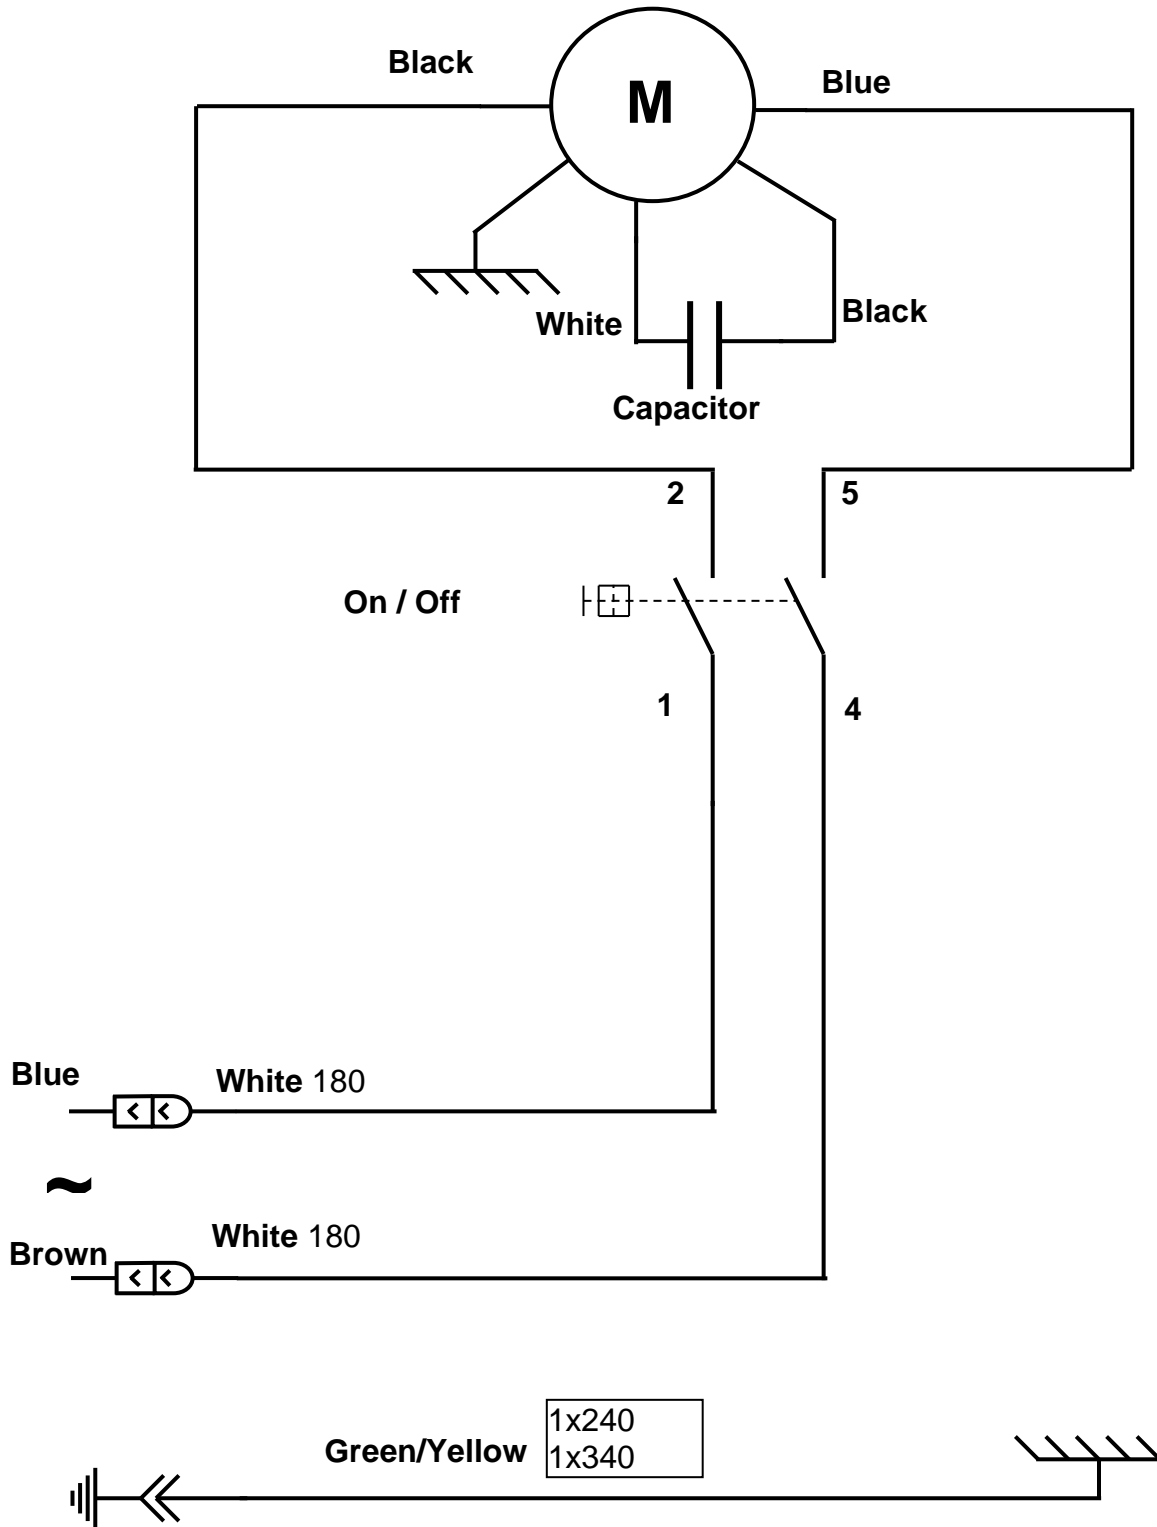 Black
M
Blue
White
Black
Capacitor
2
5
On / Off
1
4
Blue
White 180
~
Brown
White 180
Green/Yellow
1x240
1x340